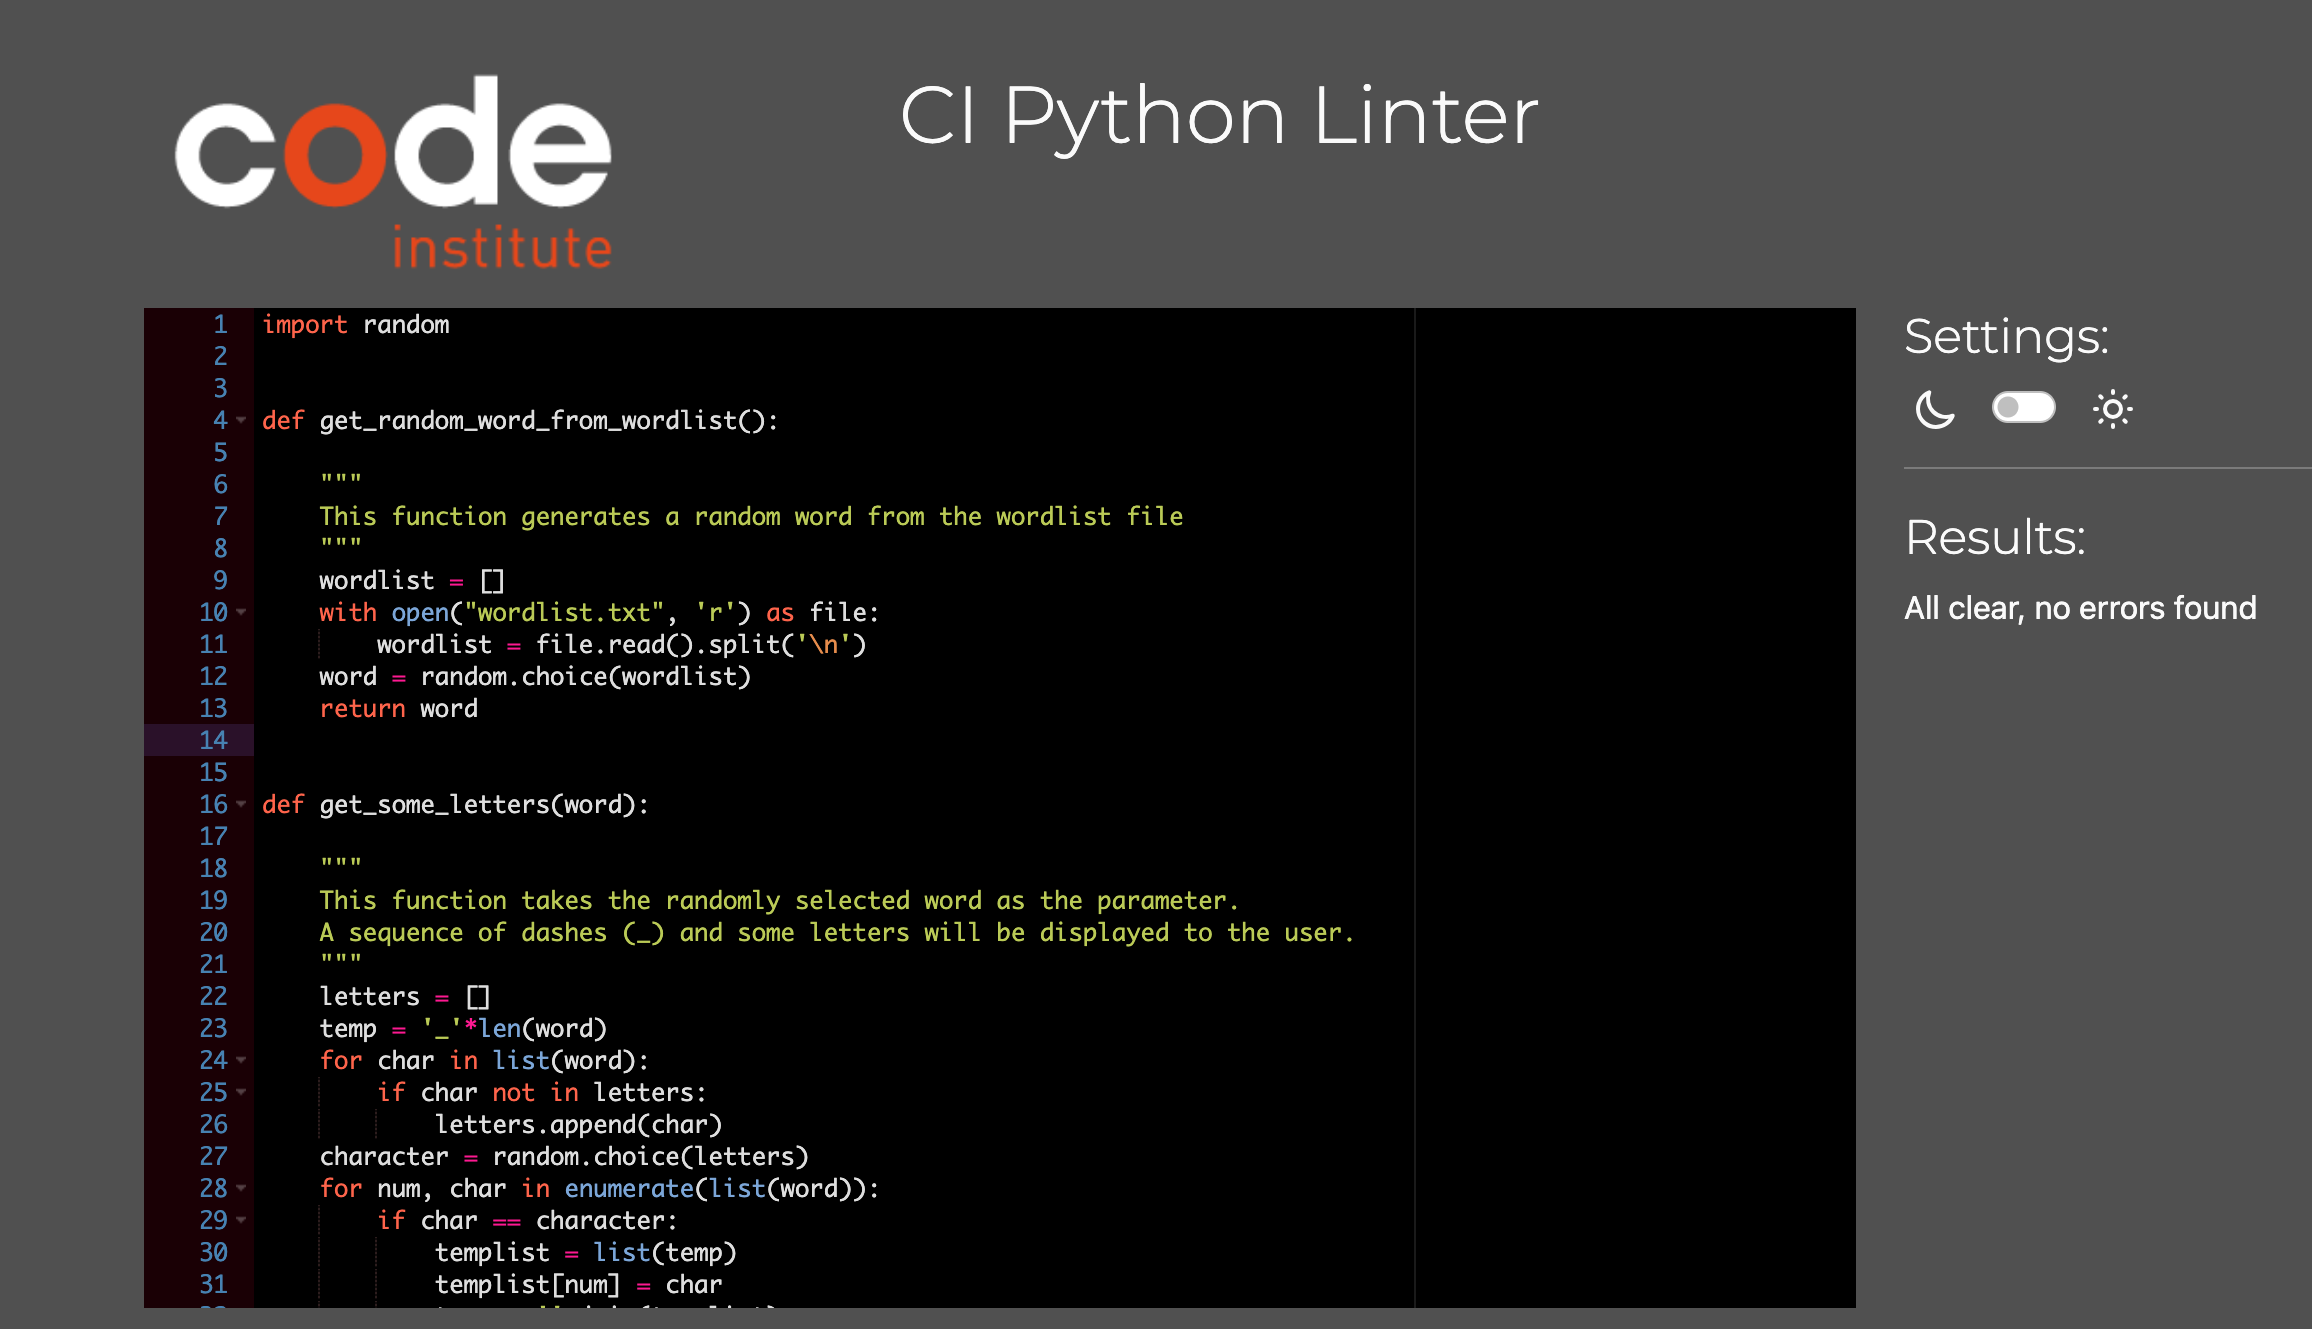 code
institute
CI Python Linter
1 import random
2
3
4 def get_random_word_from_wordlist():
5
6     """
7     This function generates a random word from the wordlist file
8     """
9     wordlist = []
10     with open("wordlist.txt", 'r') as file:
11         wordlist = file.read().split('\n')
12     word = random.choice(wordlist)
13     return word
14
15
16 def get_some_letters(word):
17
18     """
19     This function takes the randomly selected word as the parameter.
20     A sequence of dashes (_) and some letters will be displayed to the user.
21     """
22     letters = []
23     temp = '_'*len(word)
24     for char in list(word):
25         if char not in letters:
26             letters.append(char)
27     character = random.choice(letters)
28     for num, char in enumerate(list(word)):
29         if char == character:
30             templist = list(temp)
31             templist[num] = char
Settings:
Results:
All clear, no errors found